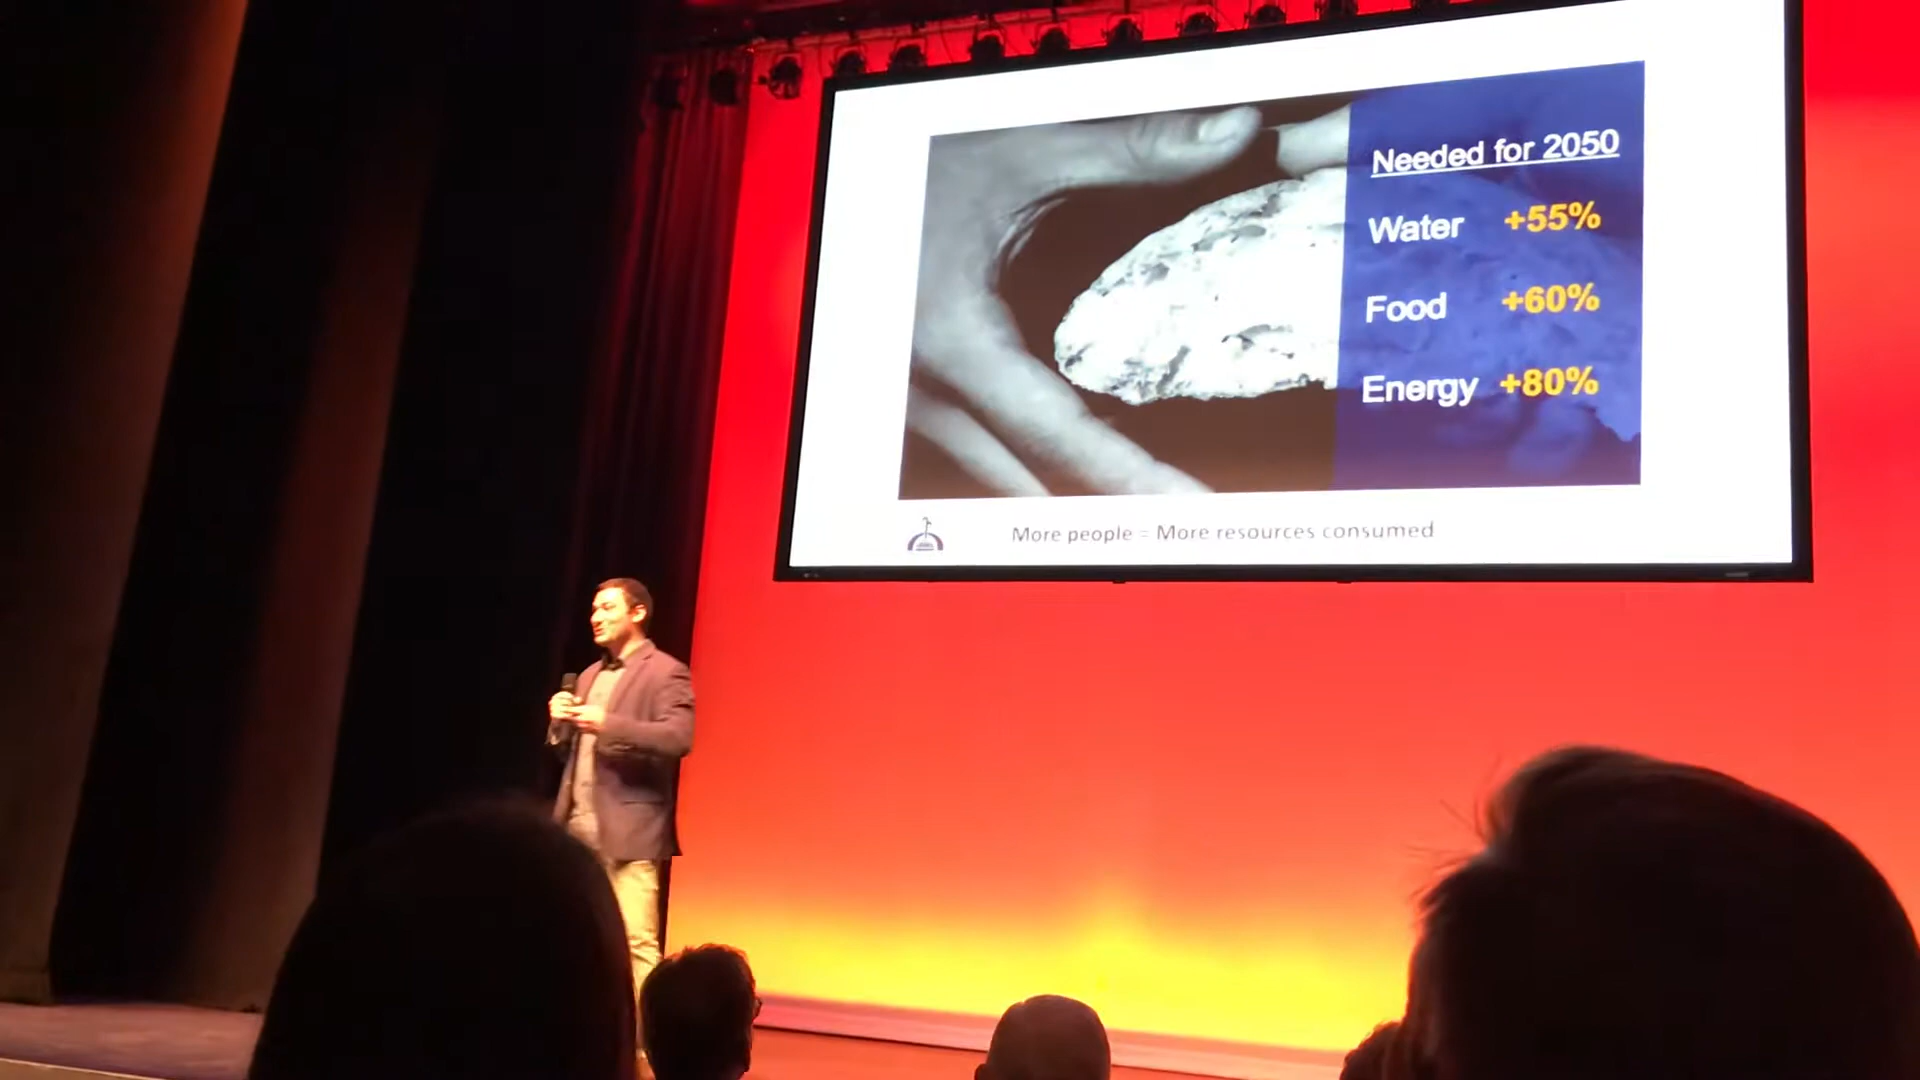 Needed for 2050
Water +55%
Food +60%
Energy +80%
More people = More resources consumed